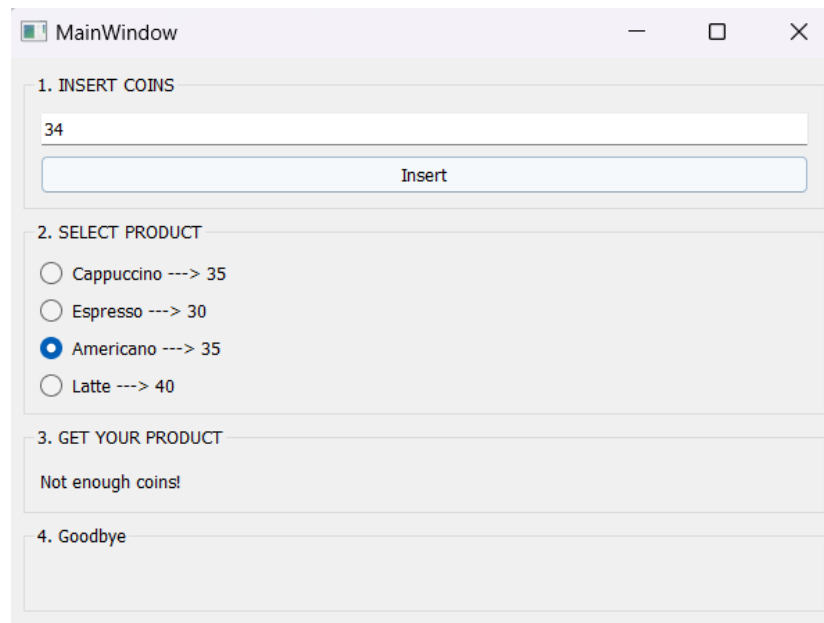 MainWindow
1. INSERT COINS
34
Insert
2. SELECT PRODUCT
Cappuccino ---> 35
Espresso ---> 30
Americano ---> 35
Latte ---> 40
3. GET YOUR PRODUCT
Not enough coins!
4. Goodbye